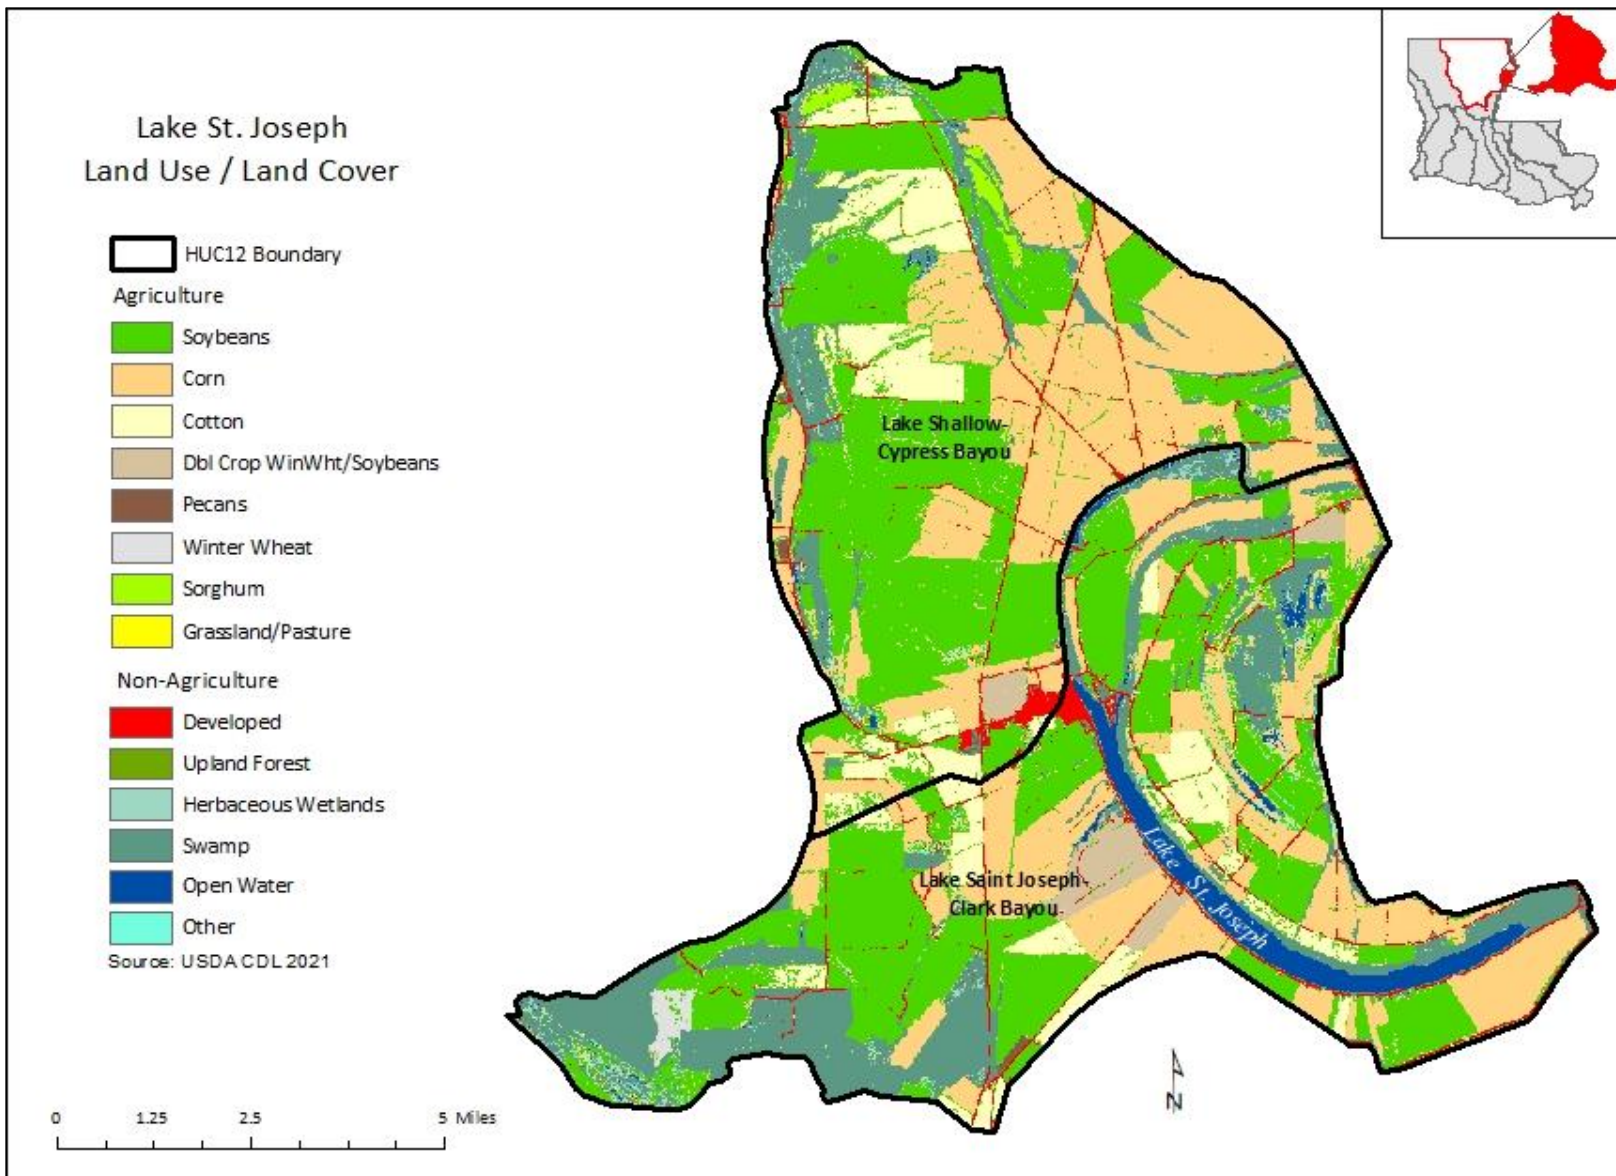 Lake St. Joseph
Land Use / Land Cover
HUC12 Boundary
Agriculture
Soybeans
Corn
Cotton
Dbl Crop WinWht/Soybeans
Pecans
Winter Wheat
Sorghum
Grassland/Pasture
Non-Agriculture
Developed
Upland Forest
Herbaceous Wetlands
Swamp
Open Water
Other
Source: USDA CDL 2021
0 1.25 2.5 5 Miles
Lake Shallow-
Cypress Bayou
Lake Saint Joseph-
Clark Bayou
Lake St. Joseph
N